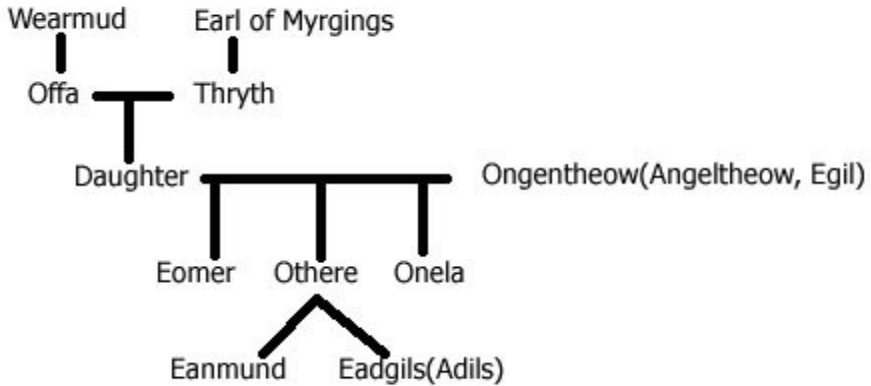 Wearmud Earl of Myrgings
Offa Thryth
Daughter Ongentheow(Angeltheow, Egil)
Eomer Othere Onela
Eanmund Eadgils(Adils)